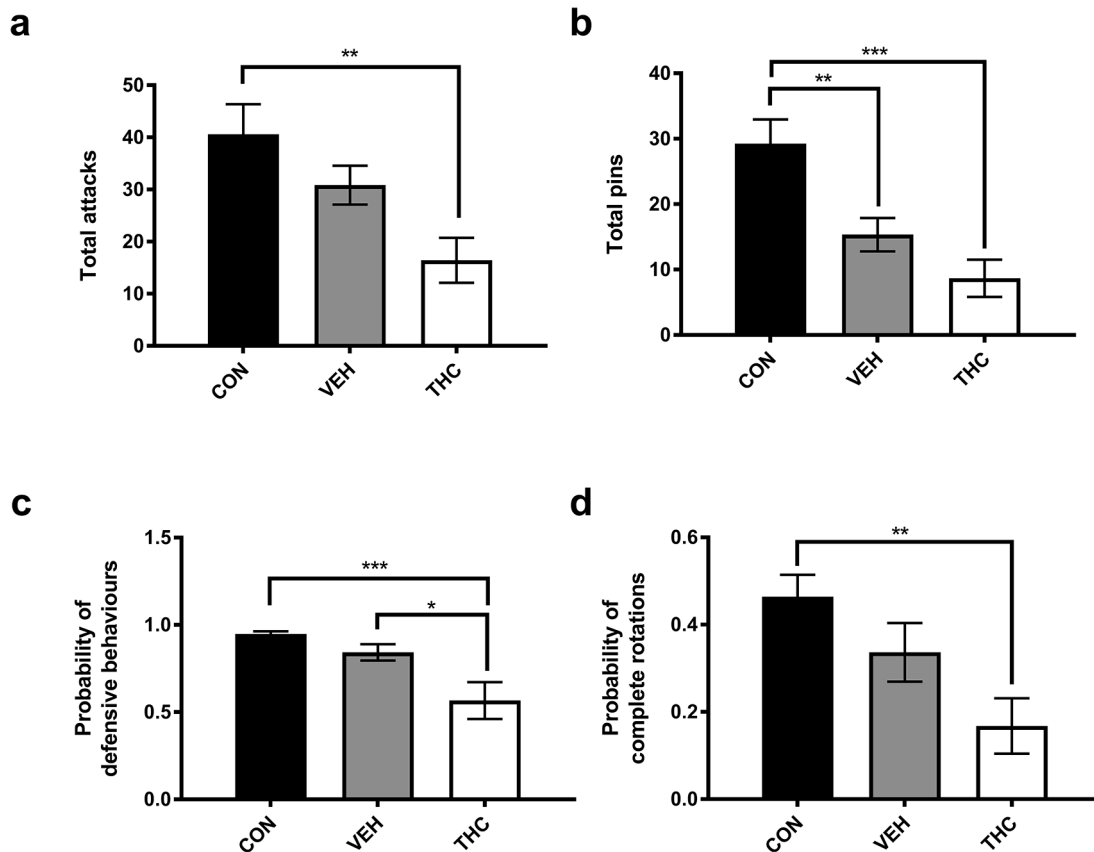 a
**
Total attacks
50
40
30
20
10
0
CON
VEH
THC
b
***
**
Total pins
40
30
20
10
0
CON
VEH
THC
c
***
*
Probability of
defensive behaviours
1.5
1.0
0.5
0.0
CON
VEH
THC
d
**
Probability of
complete rotations
0.6
0.4
0.2
0.0
CON
VEH
THC